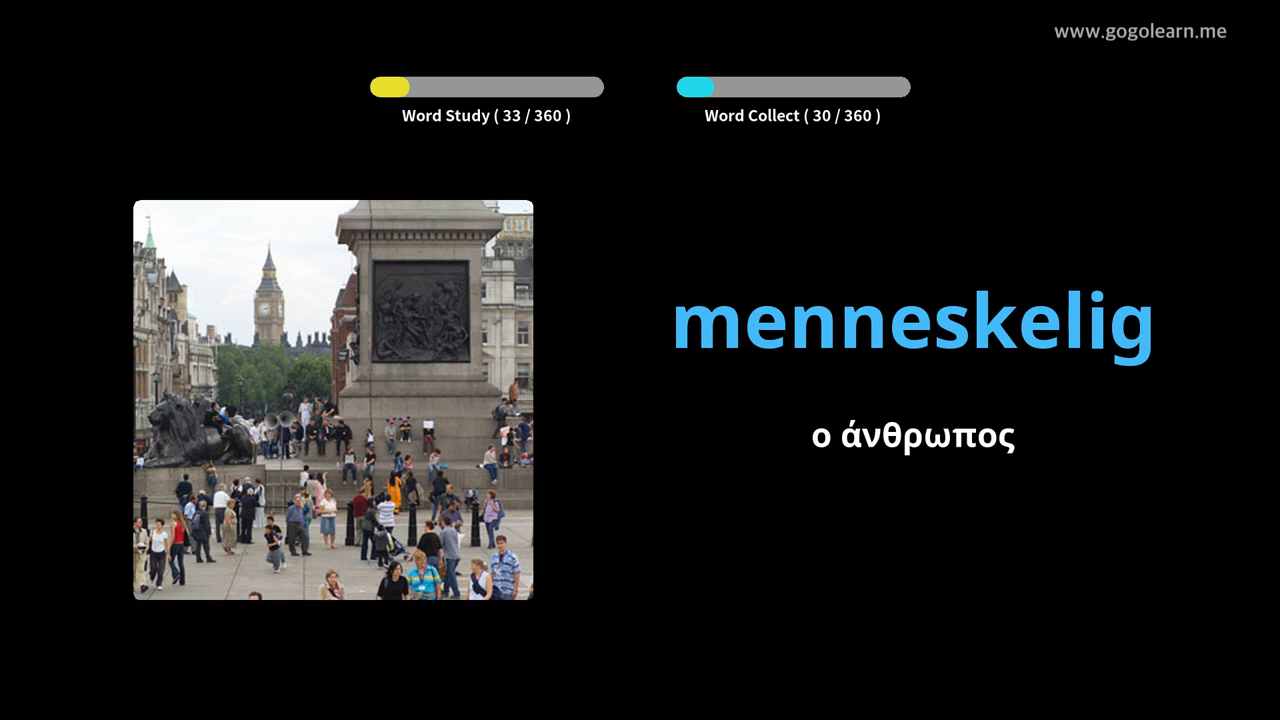 www.gogolearn.me
Word Study ( 33 / 360 )
Word Collect ( 30 / 360 )
menneskelig
ο άνθρωπος